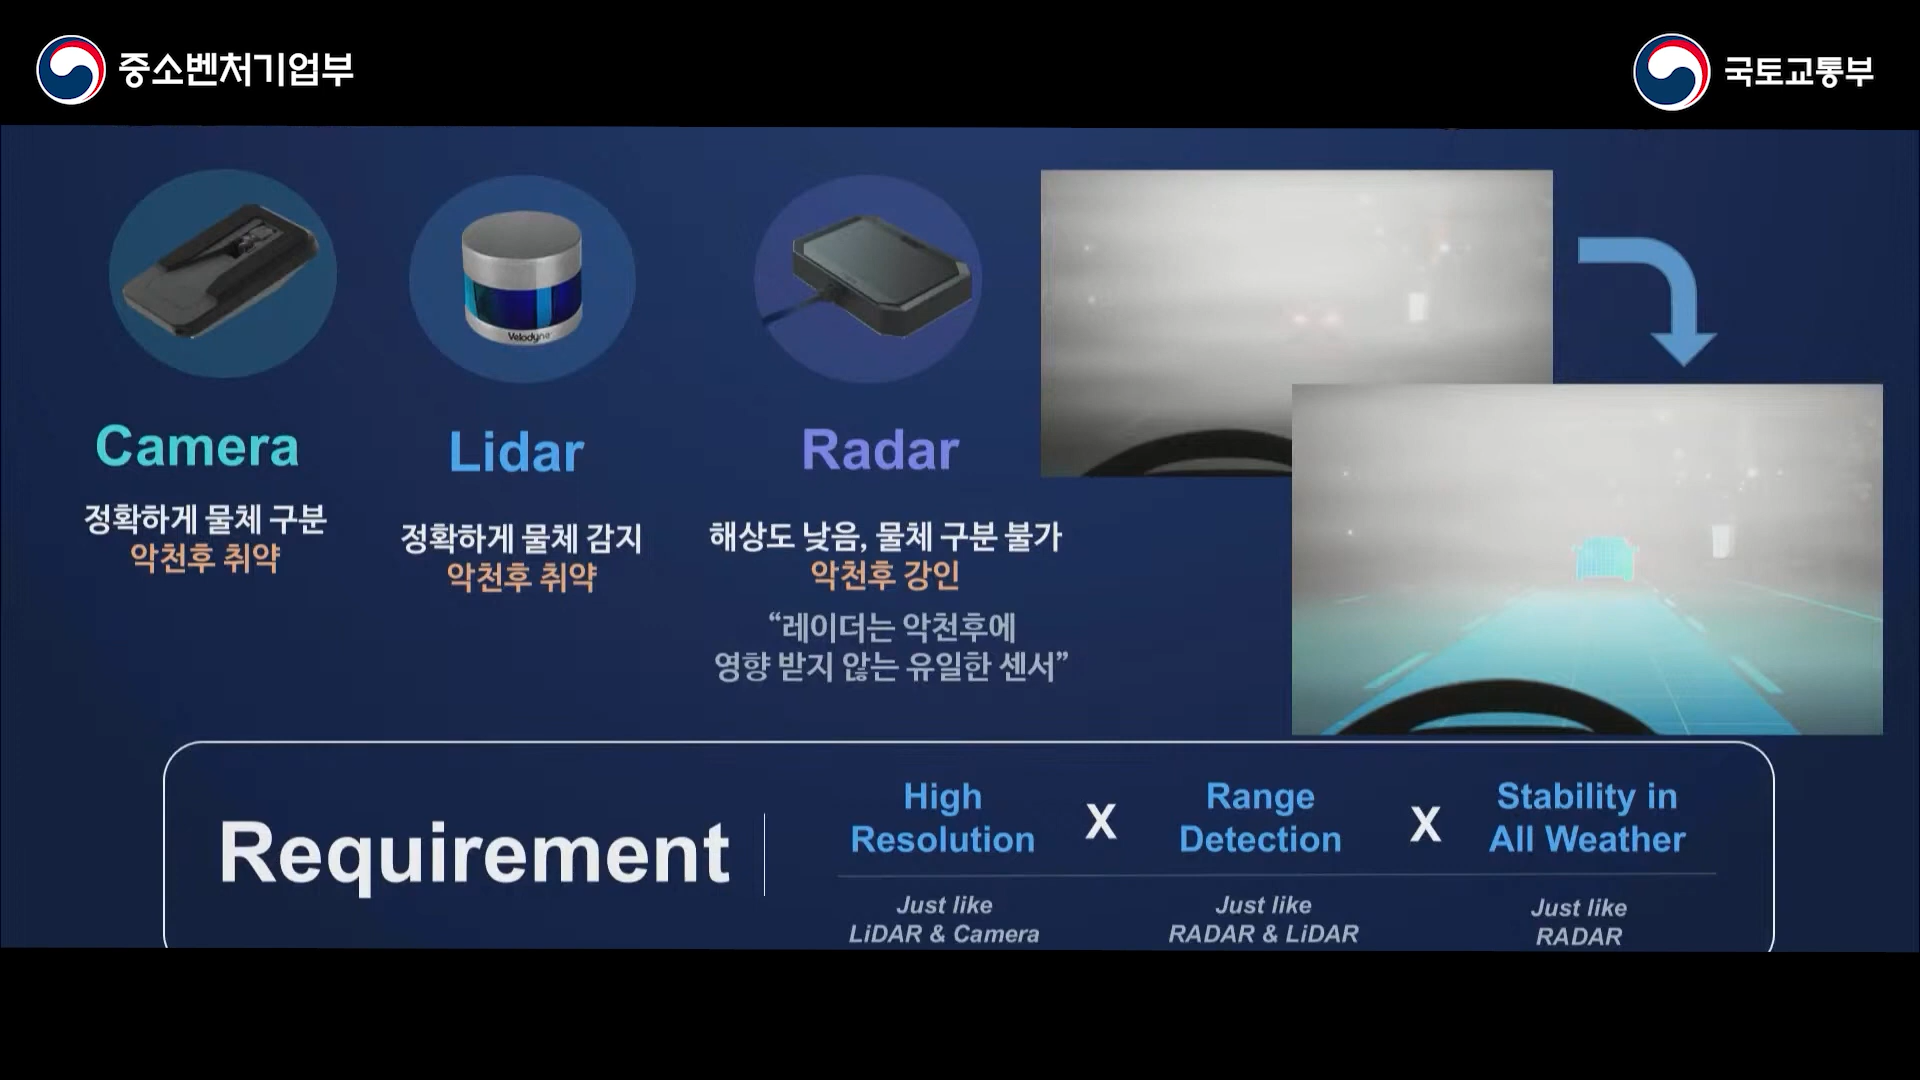 중소벤처기업부
국토교통부
Velodyne
Camera
정확하게 물체 구분
악천후 취약
Lidar
정확하게 물체 감지
악천후 취약
Radar
해상도 낮음, 물체 구분 불가
악천후 강인
“레이더는 악천후에
영향 받지 않는 유일한 센서”
Requirement
High
Resolution
Just like
LiDAR & Camera
X
Range
Detection
Just like
RADAR & LiDAR
X
Stability in
All Weather
Just like
RADAR